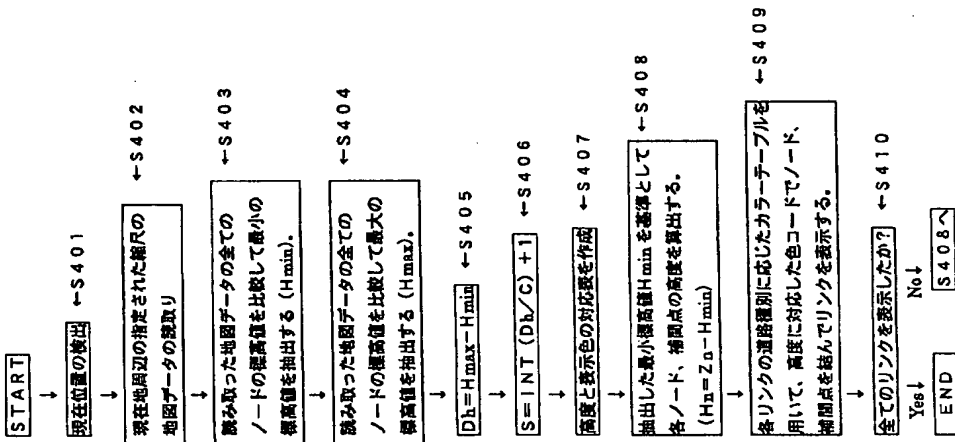 START
↓
現在位置の検出 ←S401
↓
現在地周辺の指定された縮尺の
地図データの読取り ←S402
↓
読み取った地図データの全ての
ノードの標高値を比較して最小の
標高値を抽出する(Hmin)。 ←S403
↓
読み取った地図データの全ての
ノードの標高値を比較して最大の
標高値を抽出する(Hmax)。 ←S404
↓
Dh=Hmax-Hmin ←S405
↓
S=INT(Dh/C)+1 ←S406
↓
高度と表示色の対応表を作成 ←S407
↓
抽出した最小標高値Hminを基準として
各ノード、補間点の高度を算出する。
(Hn=Zn-Hmin) ←S408
↓
各リンクの道路種別に応じたカラーテーブルを
用いて、高度に対応した色コードでノード、
補間点を結んでリンクを表示する。 ←S409
↓
全てのリンクを表示したか? ←S410
Yes↓ No↓
END S408へ